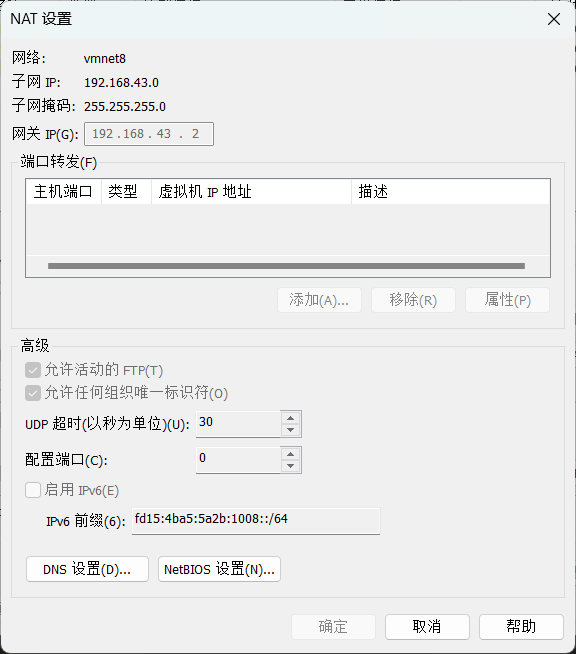 NAT 设置
网络: vmnet8
子网 IP: 192.168.43.0
子网掩码: 255.255.255.0
网关 IP(G): 192 . 168 . 43 . 2
端口转发(F)
主机端口 类型 虚拟机 IP 地址 描述
添加(A)... 移除(R) 属性(P)
高级
允许活动的 FTP(T)
允许任何组织唯一标识符(O)
UDP 超时(以秒为单位)(U): 30
配置端口(C): 0
启用 IPv6(E)
IPv6 前缀(6): fd15:4ba5:5a2b:1008::/64
DNS 设置(D)... NetBIOS 设置(N)...
确定 取消 帮助